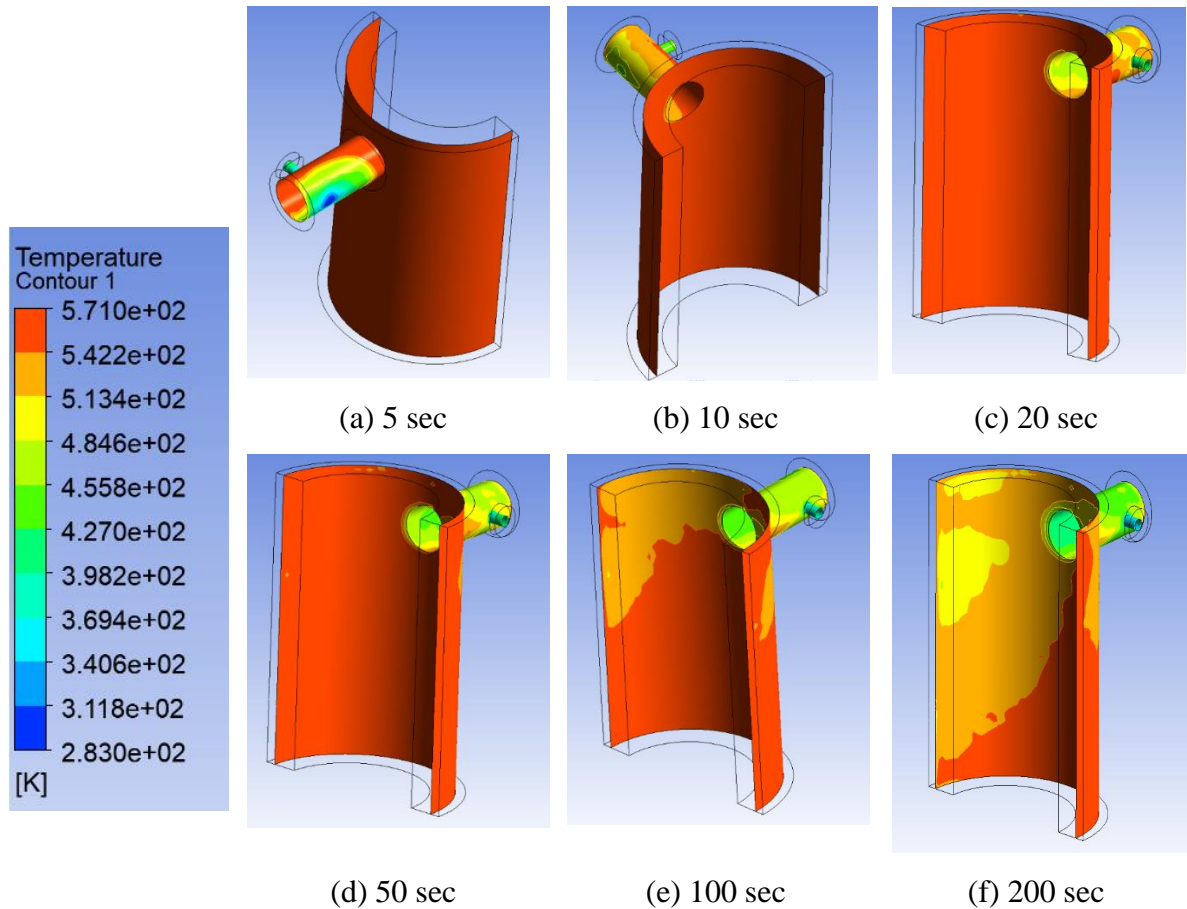 Temperature
Contour 1
5.710e+02
5.422e+02
5.134e+02
4.846e+02
4.558e+02
4.270e+02
3.982e+02
3.694e+02
3.406e+02
3.118e+02
2.830e+02
[K]
(a) 5 sec
(b) 10 sec
(c) 20 sec
(d) 50 sec
(e) 100 sec
(f) 200 sec